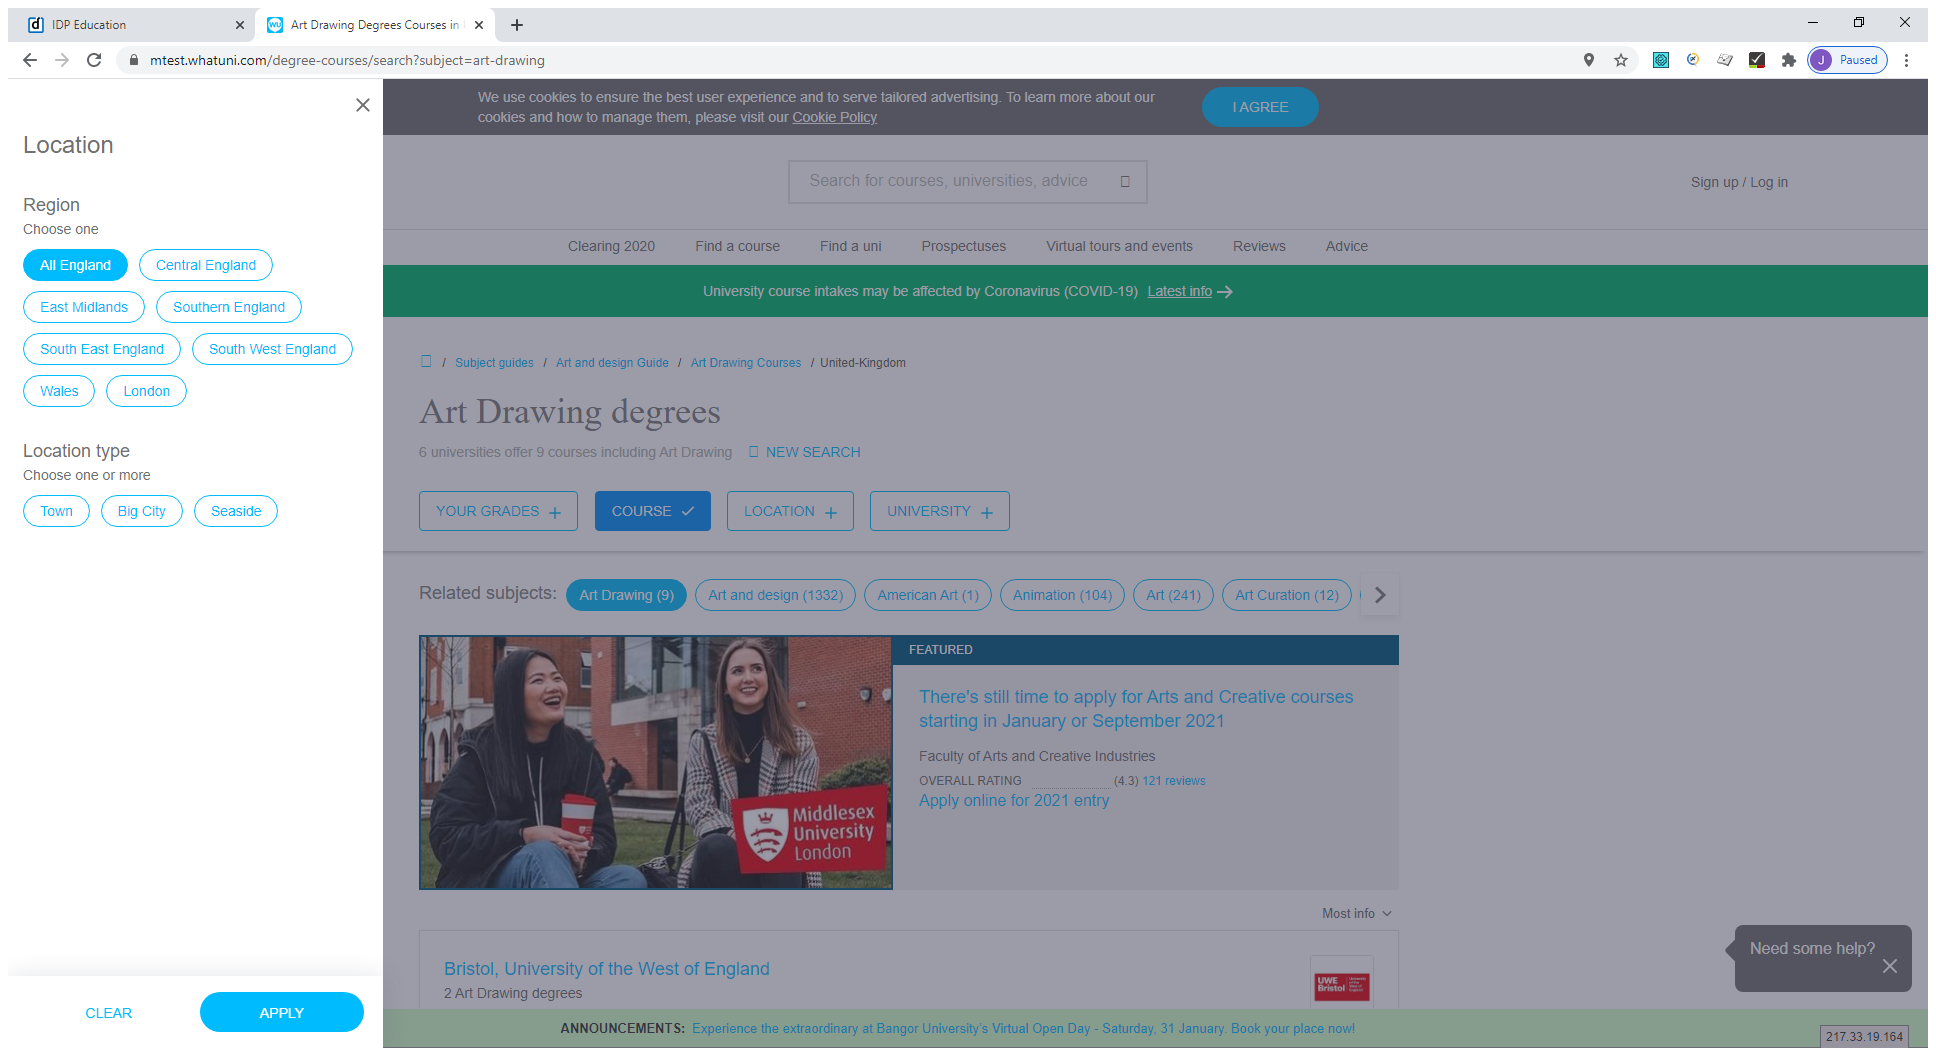 IDP Education
Art Drawing Degrees Courses in
mtest.whatuni.com/degree-courses/search?subject=art-drawing
J Paused
Location
Region
Choose one
All England
Central England
East Midlands
Southern England
South East England
South West England
Wales
London
Location type
Choose one or more
Town
Big City
Seaside
CLEAR
APPLY
We use cookies to ensure the best user experience and to serve tailored advertising. To learn more about our
cookies and how to manage them, please visit our Cookie Policy
I AGREE
Search for courses, universities, advice
Sign up / Log in
Clearing 2020
Find a course
Find a uni
Prospectuses
Virtual tours and events
Reviews
Advice
University course intakes may be affected by Coronavirus (COVID-19) Latest info
/ Subject guides / Art and design Guide / Art Drawing Courses / United-Kingdom
Art Drawing degrees
6 universities offer 9 courses including Art Drawing
NEW SEARCH
YOUR GRADES
COURSE
LOCATION
UNIVERSITY
Related subjects:
Art Drawing (9)
Art and design (1332)
American Art (1)
Animation (104)
Art (241)
Art Curation (12)
Middlesex
University
London
FEATURED
There's still time to apply for Arts and Creative courses
starting in January or September 2021
Faculty of Arts and Creative Industries
OVERALL RATING (4.3) 121 reviews
Apply online for 2021 entry
Most info
Bristol, University of the West of England
2 Art Drawing degrees
UWE
Bristol
Need some help?
ANNOUNCEMENTS: Experience the extraordinary at Bangor University's Virtual Open Day - Saturday, 31 January. Book your place now!
217.33.19.164